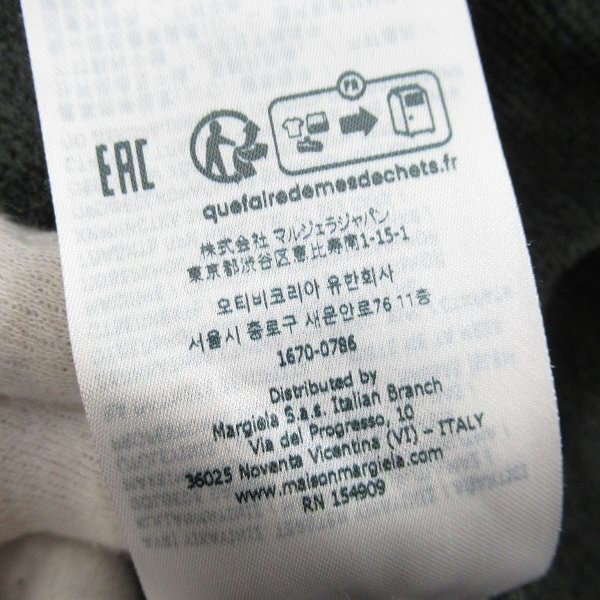 FR
EAC
quefairedemesdechets.fr
株式会社 マルジェラジャパン
東京都渋谷区恵比寿南1-15-1
오티비코리아 유한회사
서울시 종로구 새문안로76 11층
1670-0786
Distributed by
Margiela S.a.s. Italian Branch
Via del Progresso, 10
36025 Noventa Vicentina (VI) – ITALY
www.maisonmargiela.com
RN 154909